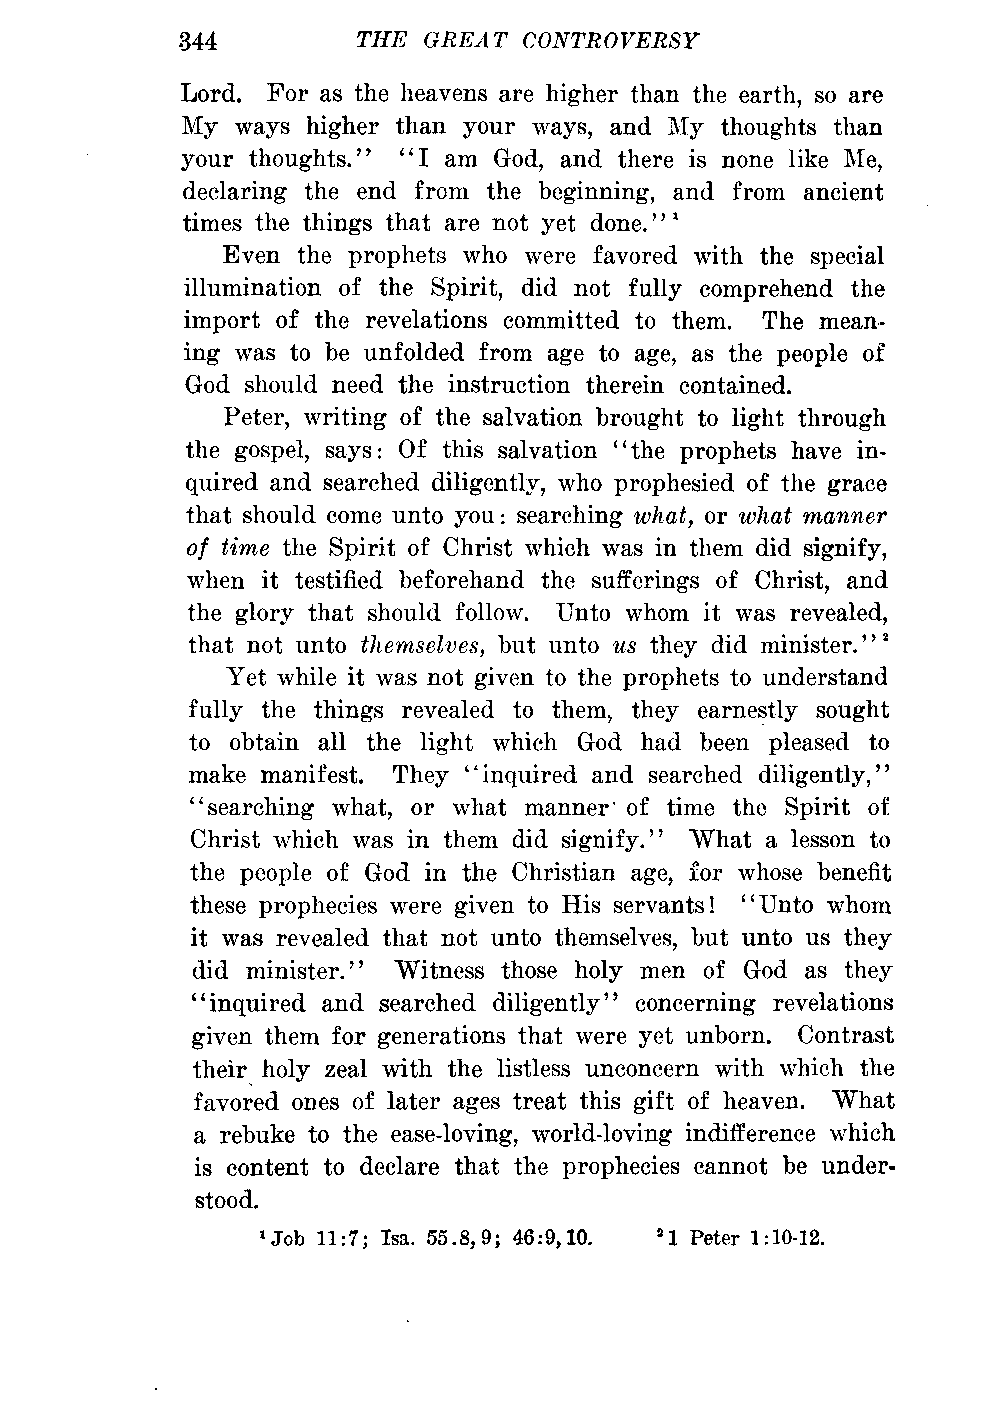 344 THE GREAT CONTROVERSY
Lord. For as the heavens are higher than the earth, so are
My ways higher than your ways, and My thoughts than
your thoughts.'' ''I am God, and there is none like Me,
declaring the end from the beginning, and from ancient
times the things that are not yet done.''¹
Even the prophets who were favored with the special
illumination of the Spirit, did not fully comprehend the
import of the revelations committed to them. The mean-
ing was to be unfolded from age to age, as the people of
God should need the instruction therein contained.
Peter, writing of the salvation brought to light through
the gospel, says: Of this salvation ''the prophets have in-
quired and searched diligently, who prophesied of the grace
that should come unto you: searching what, or what manner
of time the Spirit of Christ which was in them did signify,
when it testified beforehand the sufferings of Christ, and
the glory that should follow. Unto whom it was revealed,
that not unto themselves, but unto us they did minister.''²
Yet while it was not given to the prophets to understand
fully the things revealed to them, they earnestly sought
to obtain all the light which God had been pleased to
make manifest. They ''inquired and searched diligently,''
''searching what, or what manner of time the Spirit of
Christ which was in them did signify.'' What a lesson to
the people of God in the Christian age, for whose benefit
these prophecies were given to His servants! ''Unto whom
it was revealed that not unto themselves, but unto us they
did minister.'' Witness those holy men of God as they
''inquired and searched diligently'' concerning revelations
given them for generations that were yet unborn. Contrast
their holy zeal with the listless unconcern with which the
favored ones of later ages treat this gift of heaven. What
a rebuke to the ease-loving, world-loving indifference which
is content to declare that the prophecies cannot be under-
stood.
¹Job 11:7; Isa. 55.8,9; 46:9,10. ²1 Peter 1:10-12.